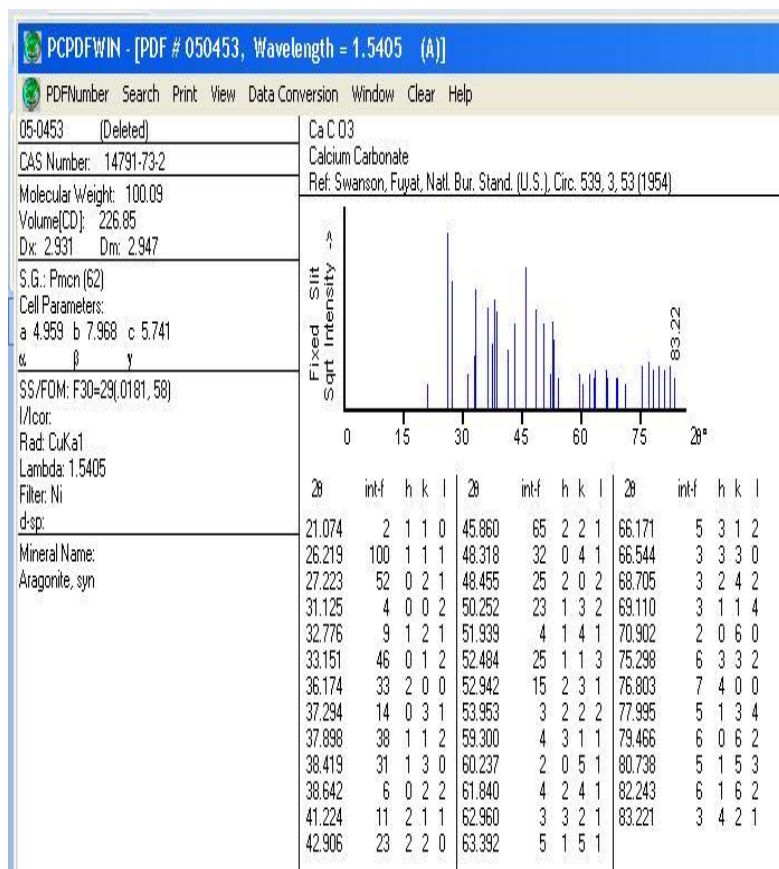 PCPDFWIN - [PDF # 050453, Wavelength = 1.5405 (A)]
PDFNumber Search Print View Data Conversion Window Clear Help
05-0453 (Deleted)
CAS Number: 14791-73-2
Molecular Weight: 100.09
Volume[CD]: 226.85
Dx: 2.931 Dm: 2.947
S.G.: Pmcn (62)
Cell Parameters:
a 4.959 b 7.968 c 5.741
α β γ
SS/FOM: F30=29(.0181, 58)
I/Icor:
Rad: CuKa1
Lambda: 1.5405
Filter: Ni
d-sp:
Mineral Name:
Aragonite, syn
Ca C O3
Calcium Carbonate
Ref: Swanson, Fuyat, Natl. Bur. Stand. (U.S.), Circ. 539, 3, 53 (1954)
Fixed Slit
Sqrt Intensity ->
83.22
0 15 30 45 60 75 2θ°
2θ int-f h k l 2θ int-f h k l 2θ int-f h k l
21.074 2 1 1 0 45.860 65 2 2 1 66.171 5 3 1 2
26.219 100 1 1 1 48.318 32 0 4 1 66.544 3 3 3 0
27.223 52 0 2 1 48.455 25 2 0 2 68.705 3 2 4 2
31.125 4 0 0 2 50.252 23 1 3 2 69.110 3 1 1 4
32.776 9 1 2 1 51.939 4 1 4 1 70.902 2 0 6 0
33.151 46 0 1 2 52.484 25 1 1 3 75.298 6 3 3 2
36.174 33 2 0 0 52.942 15 2 3 1 76.803 7 4 0 0
37.294 14 0 3 1 53.953 3 2 2 2 77.995 5 1 3 4
37.898 38 1 1 2 59.300 4 3 1 1 79.466 6 0 6 2
38.419 31 1 3 0 60.237 2 0 5 1 80.738 5 1 5 3
38.642 6 0 2 2 61.840 4 2 4 1 82.243 6 1 6 2
41.224 11 2 1 1 62.960 3 3 2 1 83.221 3 4 2 1
42.906 23 2 2 0 63.392 5 1 5 1